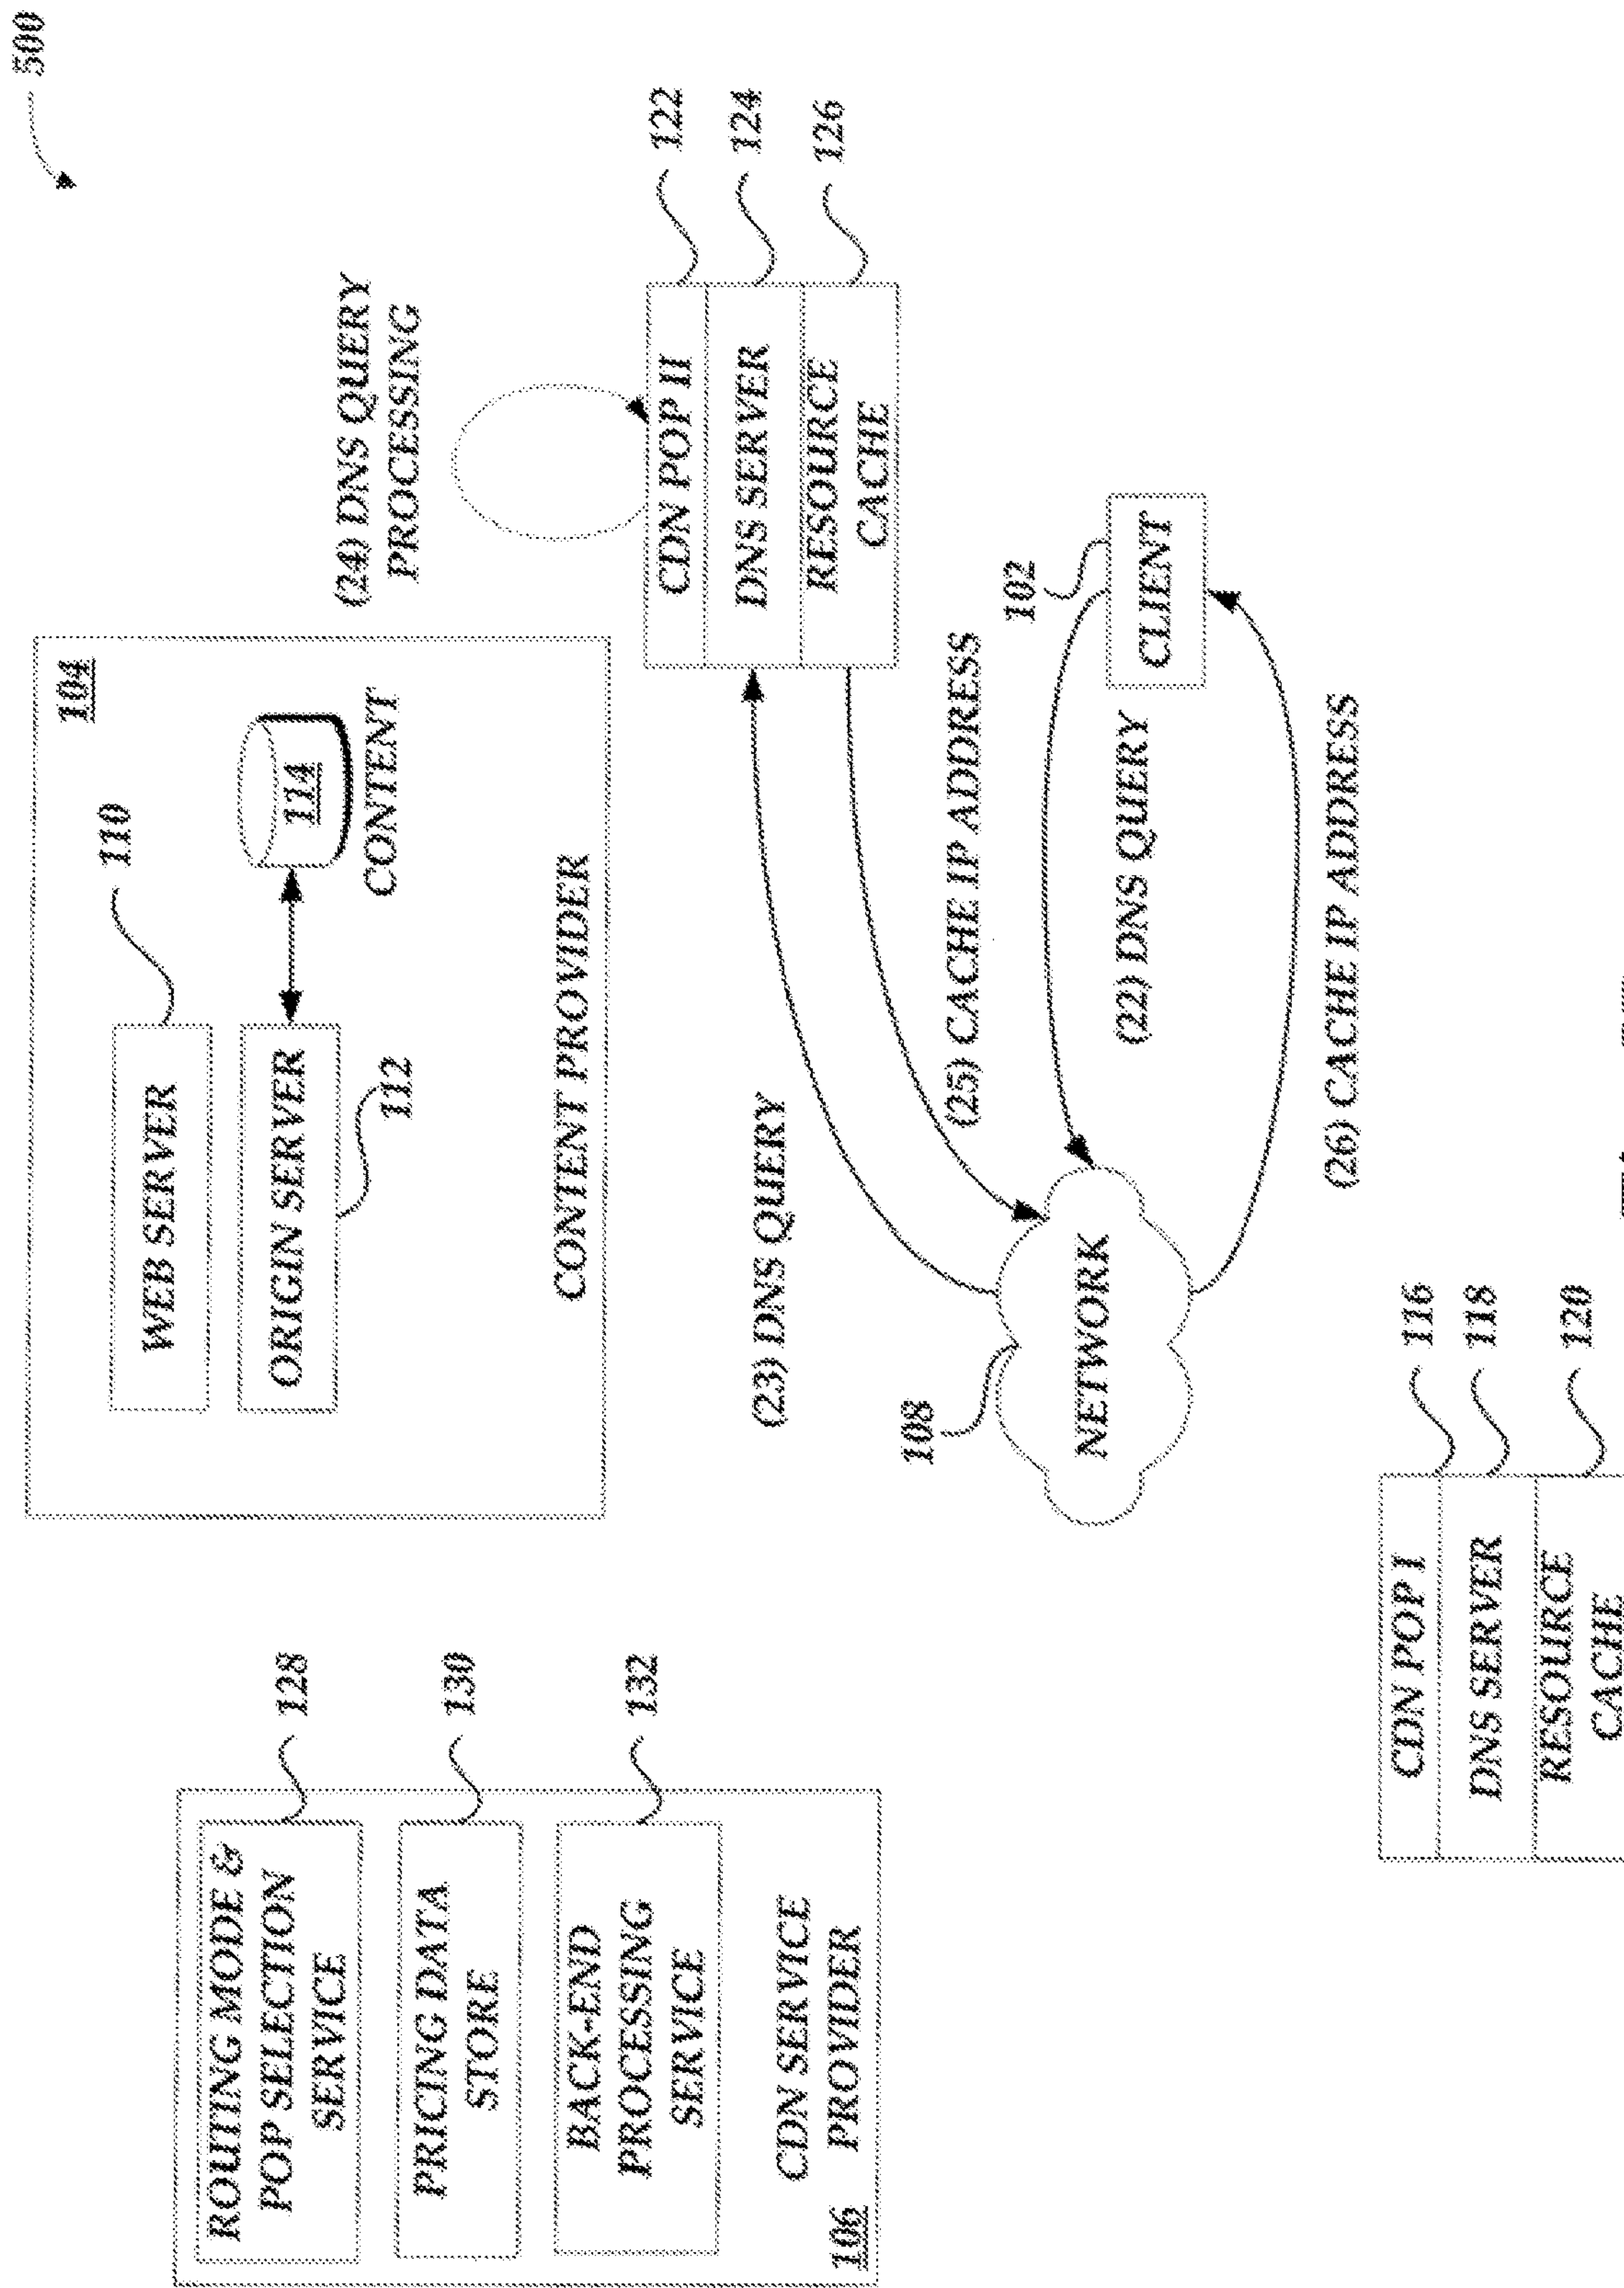 500
104
110
WEB SERVER
ORIGIN SERVER
112
114
CONTENT
CONTENT PROVIDER
(24) DNS QUERY
PROCESSING
CDN POP II
DNS SERVER
RESOURCE
CACHE
122
124
126
ROUTING MODE &
POP SELECTION
SERVICE
128
PRICING DATA
STORE
130
BACK-END
PROCESSING
SERVICE
132
CDN SERVICE
PROVIDER
106
(23) DNS QUERY
(25) CACHE IP ADDRESS
108
NETWORK
102
CLIENT
(22) DNS QUERY
(26) CACHE IP ADDRESS
CDN POP I
DNS SERVER
RESOURCE
CACHE
116
118
120